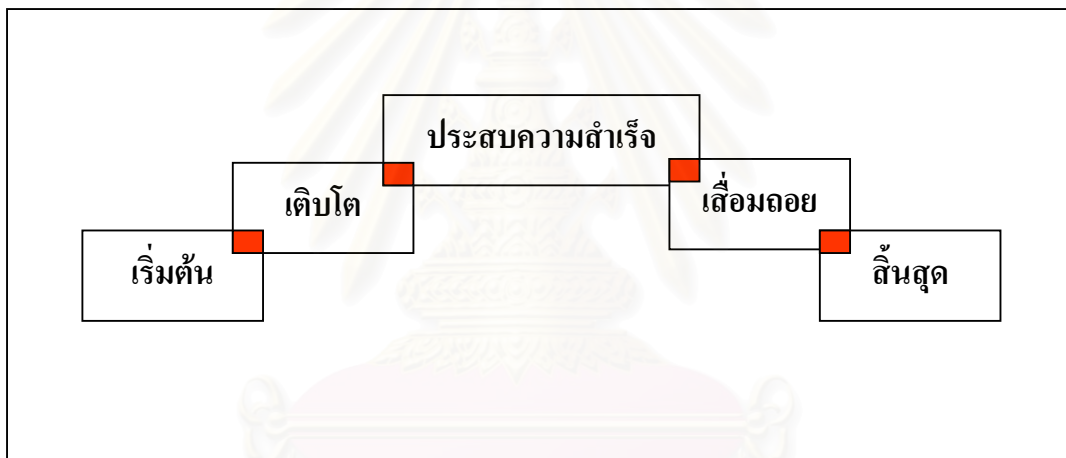 ประสบความสำเร็จ
เติบโต
เสื่อมถอย
เริ่มต้น
สิ้นสุด